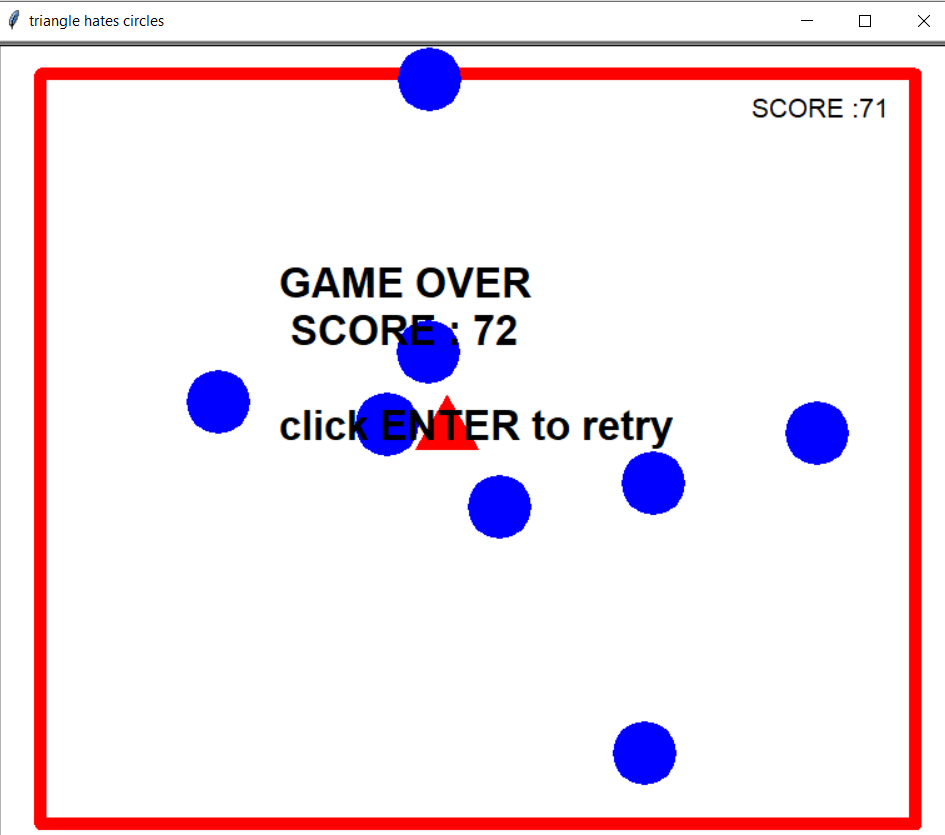 triangle hates circles
SCORE :71
GAME OVER
SCORE : 72
click ENTER to retry